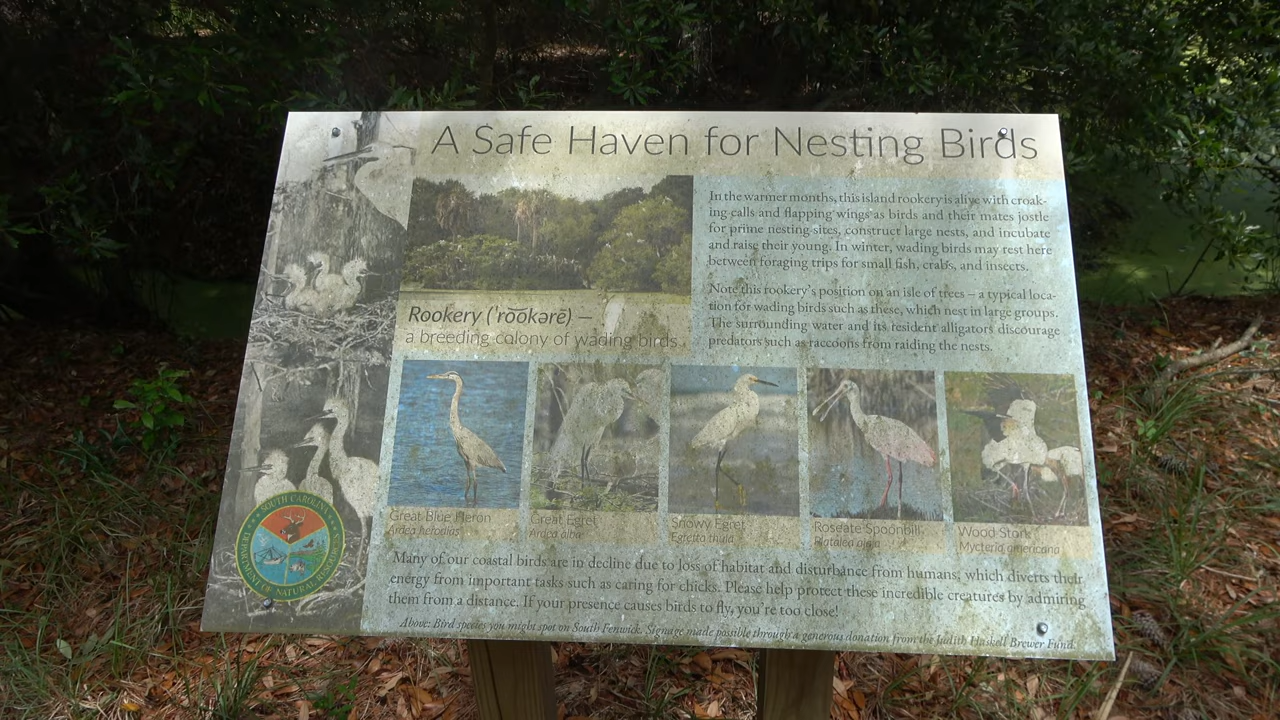 A Safe Haven for Nesting Birds
In the warmer months, this island rookery is alive with croak-
ing calls and flapping wings as birds and their mates jostle
for prime nesting sites, construct large nests, and incubate
and raise their young. In winter, wading birds may rest here
between foraging trips for small fish, crabs, and insects.
Note this rookery's position on an isle of trees – a typical loca-
tion for wading birds such as these, which nest in large groups.
The surrounding water and its resident alligators discourage
predators such as raccoons from raiding the nests.
Rookery ('ro͝okərē) –
a breeding colony of wading birds
Great Blue Heron
Ardea herodias
Great Egret
Ardea alba
Snowy Egret
Egretta thula
Roseate Spoonbill
Platalea ajaja
Wood Stork
Mycteria americana
SOUTH CAROLINA
DEPARTMENT OF NATURAL RESOURCES
Many of our coastal birds are in decline due to loss of habitat and disturbance from humans, which diverts their
energy from important tasks such as caring for chicks. Please help protect these incredible creatures by admiring
them from a distance. If your presence causes birds to fly, you're too close!
Above: Bird species you might spot on South Fenwick. Signage made possible through a generous donation from the Judith Haskell Brewer Fund.